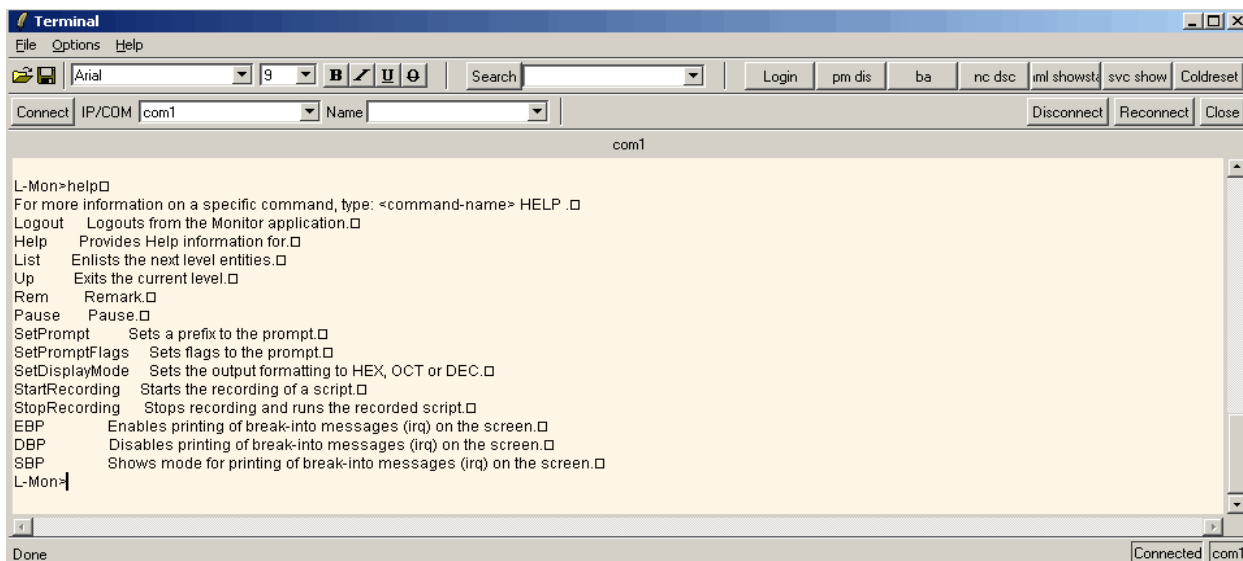 Terminal
File Options Help
Arial 9 B I U O Search Login pm dis ba nc dsc iml showsta svc show Coldreset
Connect IP/COM com1 Name Disconnect Reconnect Close
com1
L-Mon>help
For more information on a specific command, type: <command-name> HELP .
Logout Logouts from the Monitor application.
Help Provides Help information for.
List Enlists the next level entities.
Up Exits the current level.
Rem Remark.
Pause Pause.
SetPrompt Sets a prefix to the prompt.
SetPromptFlags Sets flags to the prompt.
SetDisplayMode Sets the output formatting to HEX, OCT or DEC.
StartRecording Starts the recording of a script.
StopRecording Stops recording and runs the recorded script.
EBP Enables printing of break-into messages (irq) on the screen.
DBP Disables printing of break-into messages (irq) on the screen.
SBP Shows mode for printing of break-into messages (irq) on the screen.
L-Mon>
Done Connected com1